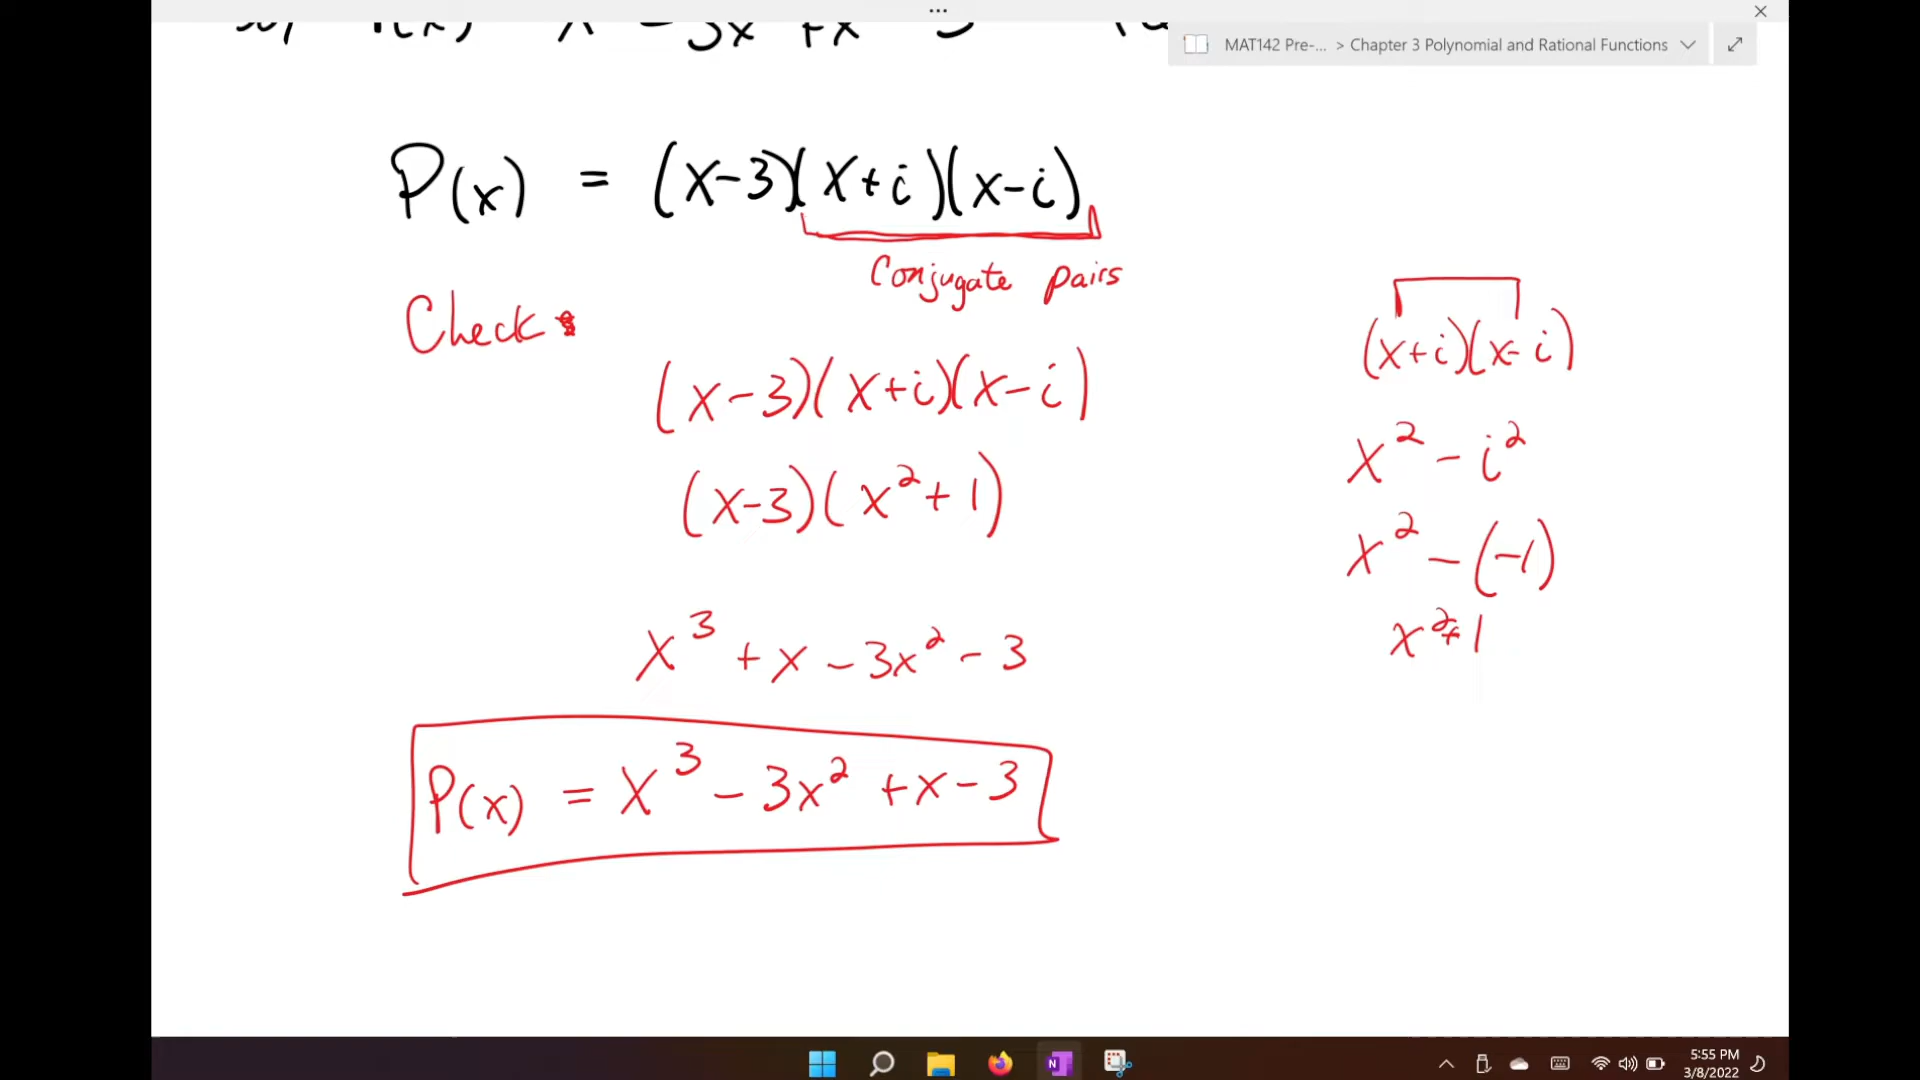 MAT142 Pre-... > Chapter 3 Polynomial and Rational Functions
P(x) = (x-3)(x+i)(x-i)
Conjugate pairs
Check:
(x-3)(x+i)(x-i)
(x-3)(x²+1)
x³ + x - 3x² - 3
P(x) = x³ - 3x² + x - 3
(x+i)(x-i)
x² - i²
x² - (-1)
x²+1
5:55 PM
3/8/2022